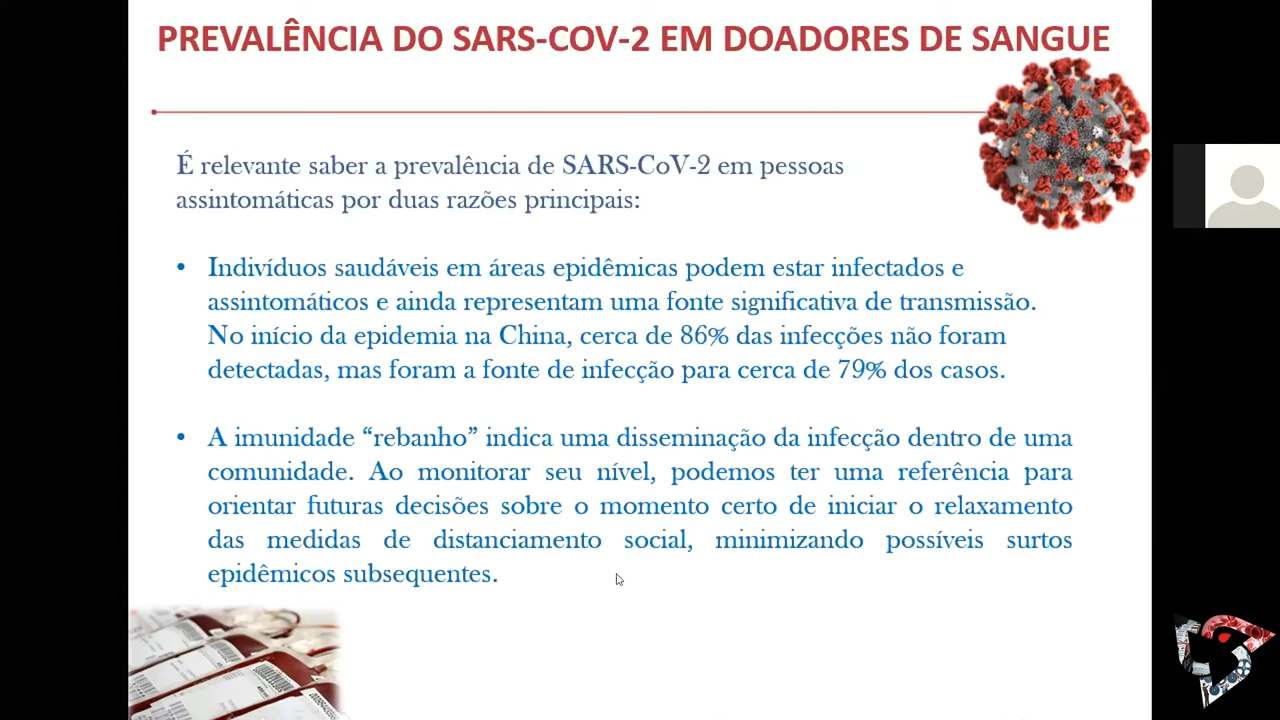 PREVALÊNCIA DO SARS-COV-2 EM DOADORES DE SANGUE
É relevante saber a prevalência de SARS-CoV-2 em pessoas
assintomáticas por duas razões principais:
• Indivíduos saudáveis em áreas epidêmicas podem estar infectados e
assintomáticos e ainda representam uma fonte significativa de transmissão.
No início da epidemia na China, cerca de 86% das infecções não foram
detectadas, mas foram a fonte de infecção para cerca de 79% dos casos.
• A imunidade “rebanho” indica uma disseminação da infecção dentro de uma
comunidade. Ao monitorar seu nível, podemos ter uma referência para
orientar futuras decisões sobre o momento certo de iniciar o relaxamento
das medidas de distanciamento social, minimizando possíveis surtos
epidêmicos subsequentes.